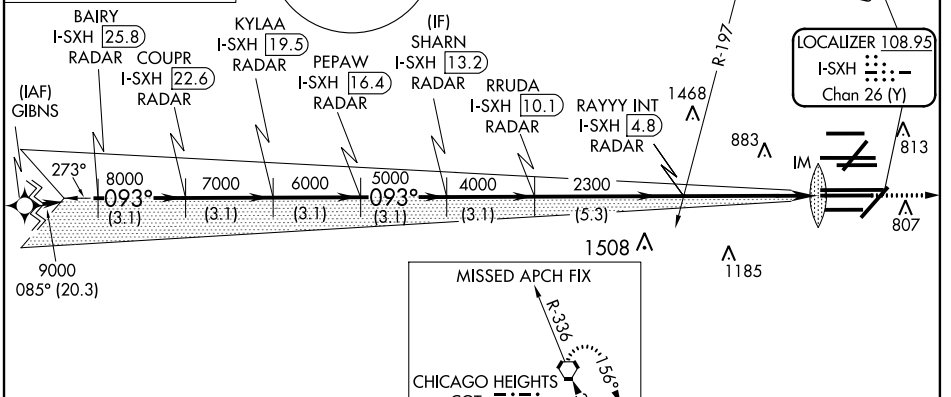 BAIRY
I-SXH 25.8
RADAR
COUPR
I-SXH 22.6
RADAR
KYLAA
I-SXH 19.5
RADAR
PEPAW
I-SXH 16.4
RADAR
(IF)
SHARN
I-SXH 13.2
RADAR
RRUDA
I-SXH 10.1
RADAR
RAYYY INT
I-SXH 4.8
RADAR
R-197
LOCALIZER 108.95
I-SXH
Chan 26 (Y)
(IAF)
GIBNS
1468
883
IM
813
273°
8000
7000
6000
5000
4000
2300
093°
093°
(3.1)
(3.1)
(3.1)
(3.1)
(3.1)
(5.3)
807
9000
085° (20.3)
1508
1185
MISSED APCH FIX
R-336
156°
CHICAGO HEIGHTS